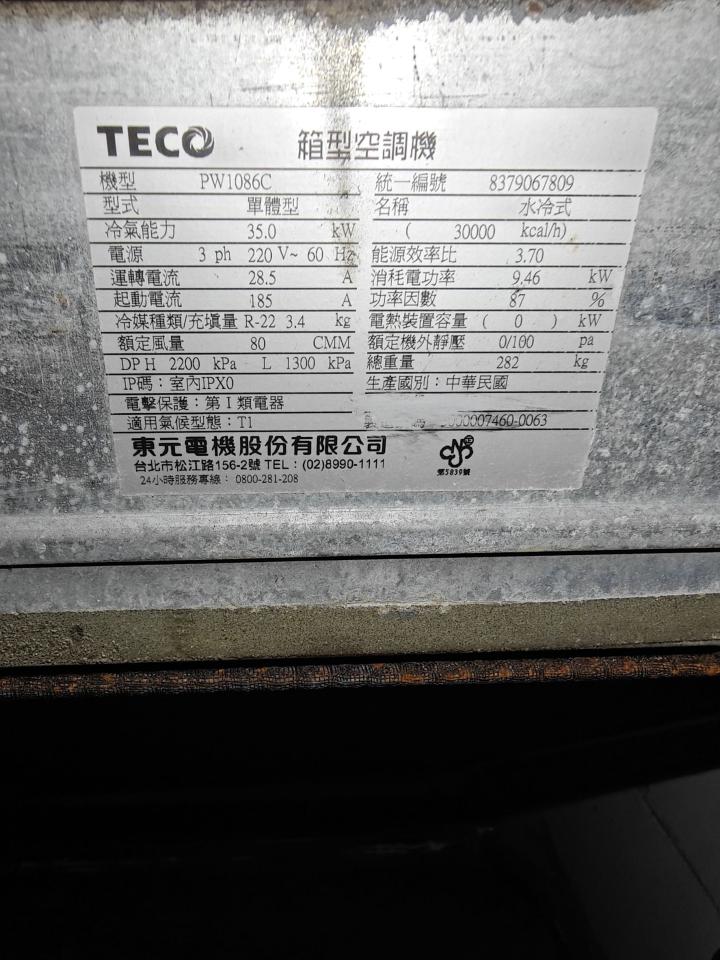 TECO 箱型空調機
機型 PW1086C 統一編號 8379067809
型式 單體型 名稱 水冷式
冷氣能力 35.0 kW ( 30000 kcal/h)
電源 3 ph 220 V~ 60 Hz 能源效率比 3.70
運轉電流 28.5 A 消耗電功率 9.46 kW
起動電流 185 A 功率因數 87 %
冷媒種類/充填量 R-22 3.4 kg 電熱裝置容量 ( 0 ) kW
額定風量 80 CMM 額定機外靜壓 0/100 pa
DP H 2200 kPa L 1300 kPa 總重量 282 kg
IP碼：室內IPX0 生產國別：中華民國
電擊保護：第 I 類電器
適用氣候型態：T1 000007460-0063
東元電機股份有限公司
台北市松江路156-2號 TEL：(02)8990-1111
24小時服務專線： 0800-281-208
CNS
第5839號